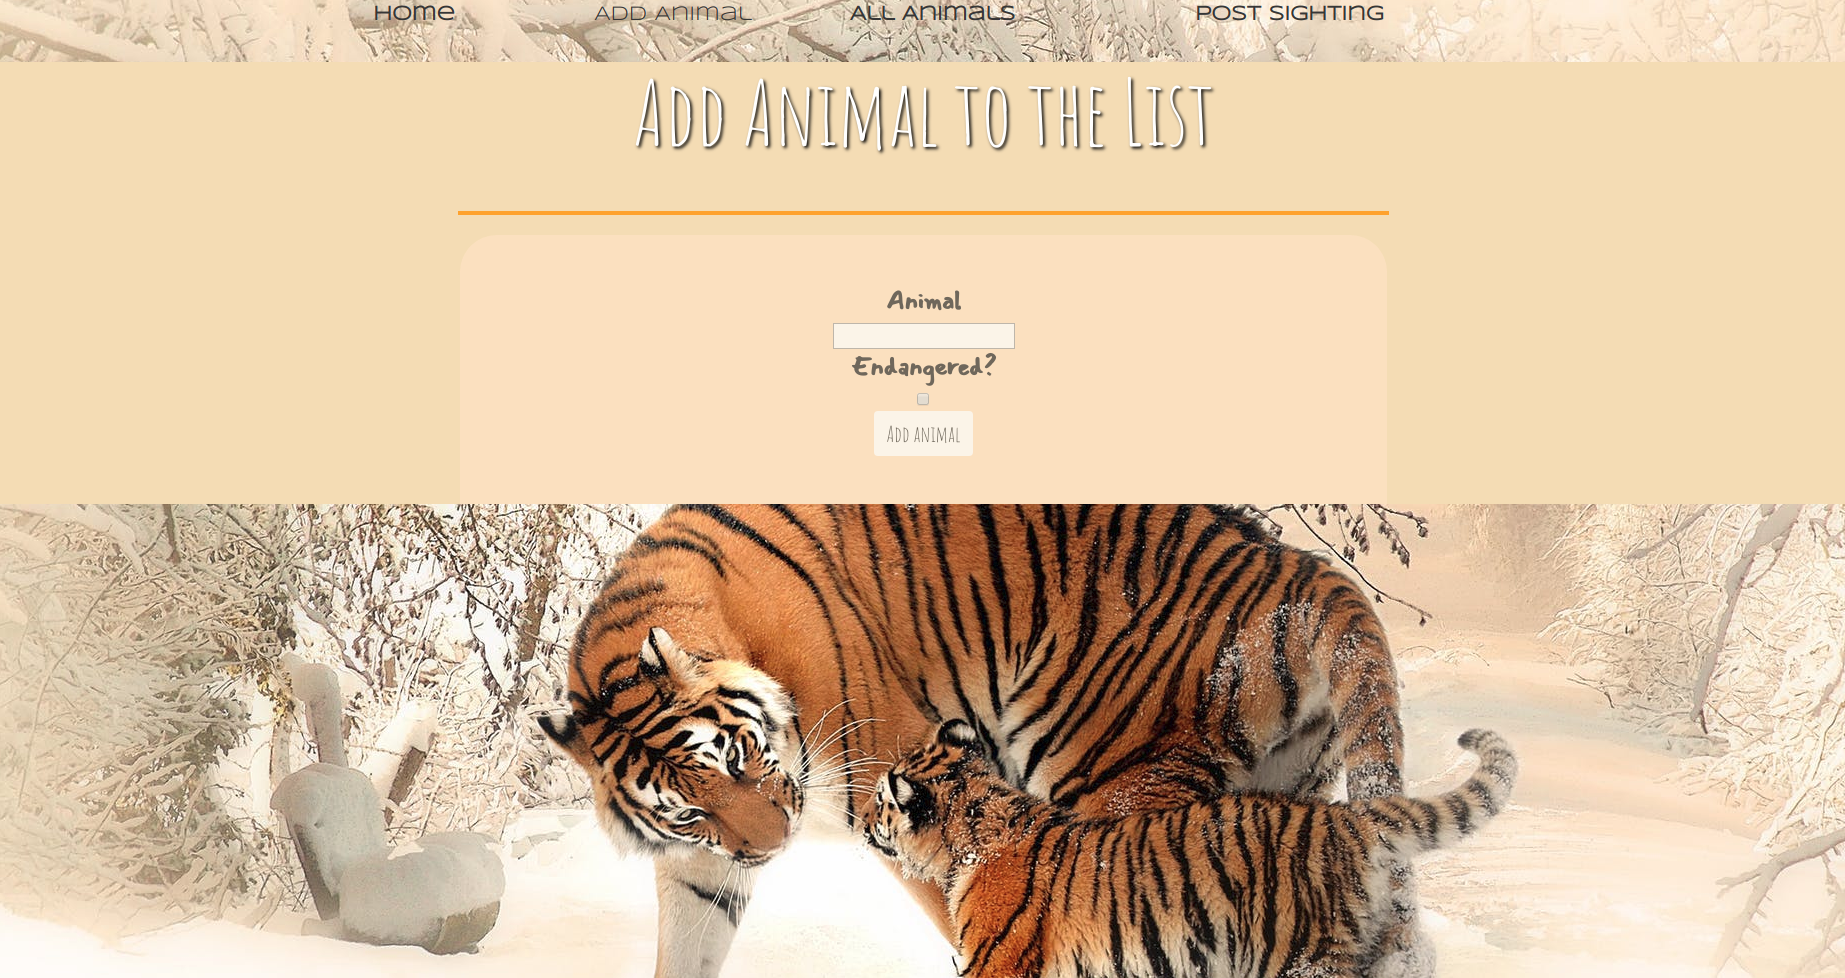 Home ADD Animal ALL Animals POST SIGHTING
Add Animal to the List
Animal
Endangered?
Add animal